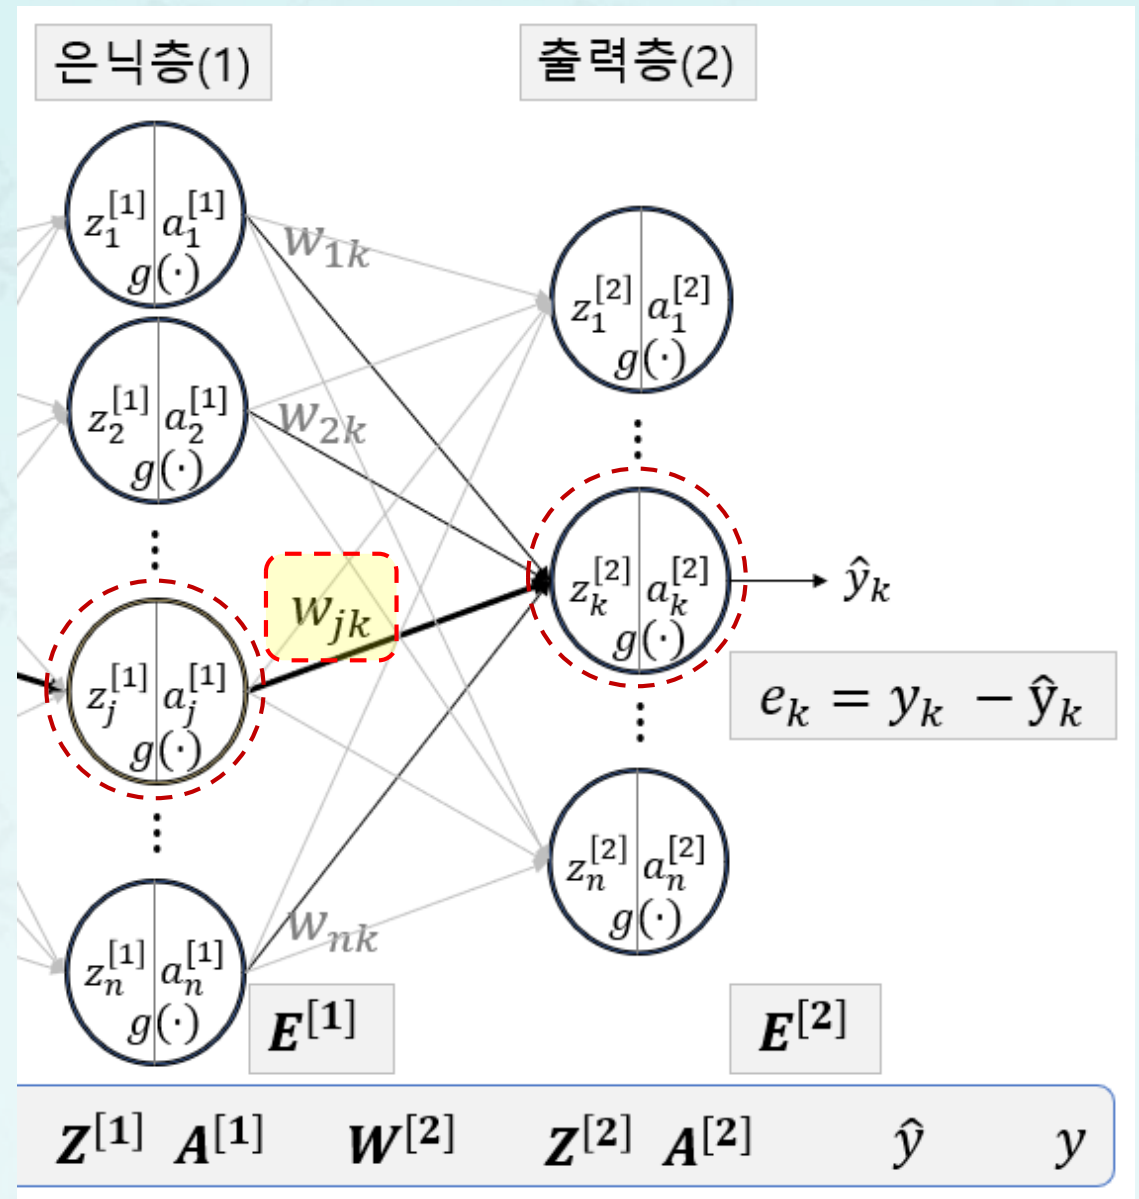 은닉층(1)
출력층(2)
z_1^{[1]} a_1^{[1]}
g(·)
w_{1k}
z_1^{[2]} a_1^{[2]}
g(·)
z_2^{[1]} a_2^{[1]}
g(·)
w_{2k}
⋮
⋮
z_k^{[2]} a_k^{[2]}
g(·)
ŷ_k
w_{jk}
z_j^{[1]} a_j^{[1]}
g(·)
e_k = y_k − ŷ_k
⋮
⋮
z_n^{[2]} a_n^{[2]}
g(·)
w_{nk}
z_n^{[1]} a_n^{[1]}
g(·)
E^{[1]}
E^{[2]}
Z^{[1]} A^{[1]} W^{[2]} Z^{[2]} A^{[2]} ŷ y